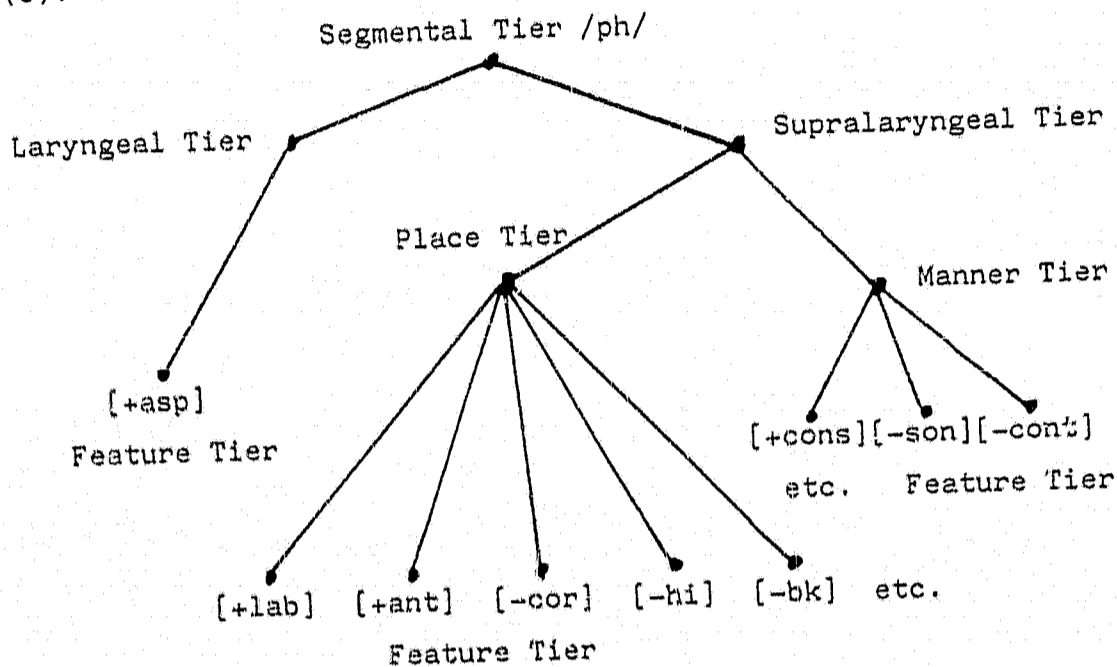 Segmental Tier /ph/
Laryngeal Tier
Supralaryngeal Tier
Place Tier
Manner Tier
[+asp]
Feature Tier
[+cons][-son][-cont]
etc. Feature Tier
[+lab] [+ant] [-cor] [-hi] [-bk] etc.
Feature Tier